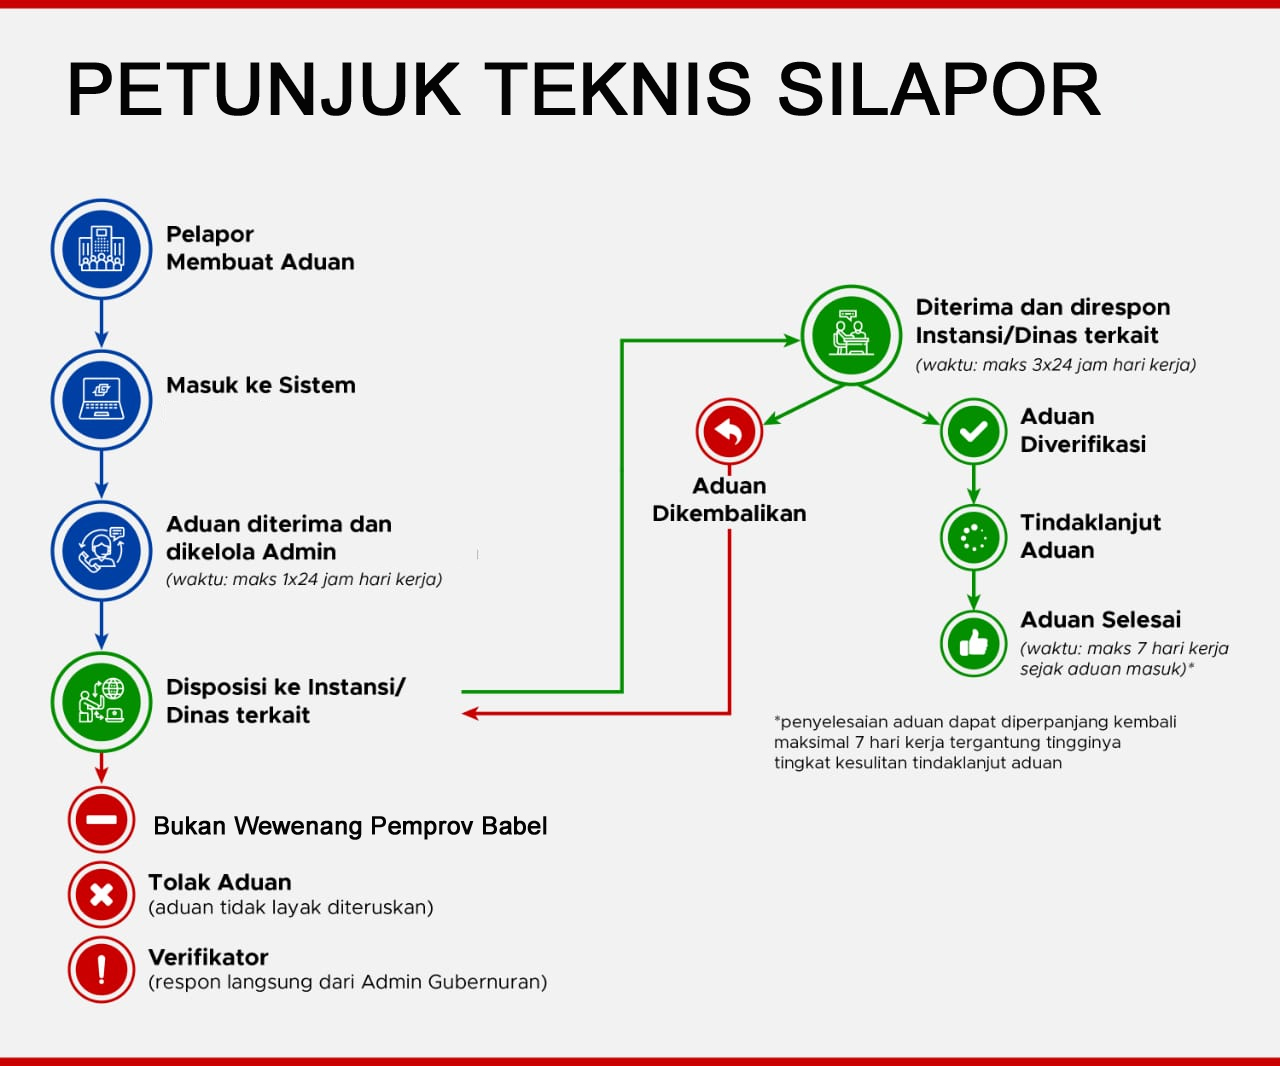 PETUNJUK TEKNIS SILAPOR
Pelapor
Membuat Aduan
Masuk ke Sistem
Aduan diterima dan
dikelola Admin
(waktu: maks 1x24 jam hari kerja)
Disposisi ke Instansi/
Dinas terkait
Bukan Wewenang Pemprov Babel
Tolak Aduan
(aduan tidak layak diteruskan)
Verifikator
(respon langsung dari Admin Gubernuran)
Diterima dan direspon
Instansi/Dinas terkait
(waktu: maks 3x24 jam hari kerja)
Aduan
Dikembalikan
Aduan
Diverifikasi
Tindaklanjut
Aduan
Aduan Selesai
(waktu: maks 7 hari kerja
sejak aduan masuk)*
*penyelesaian aduan dapat diperpanjang kembali
maksimal 7 hari kerja tergantung tingginya
tingkat kesulitan tindaklanjut aduan